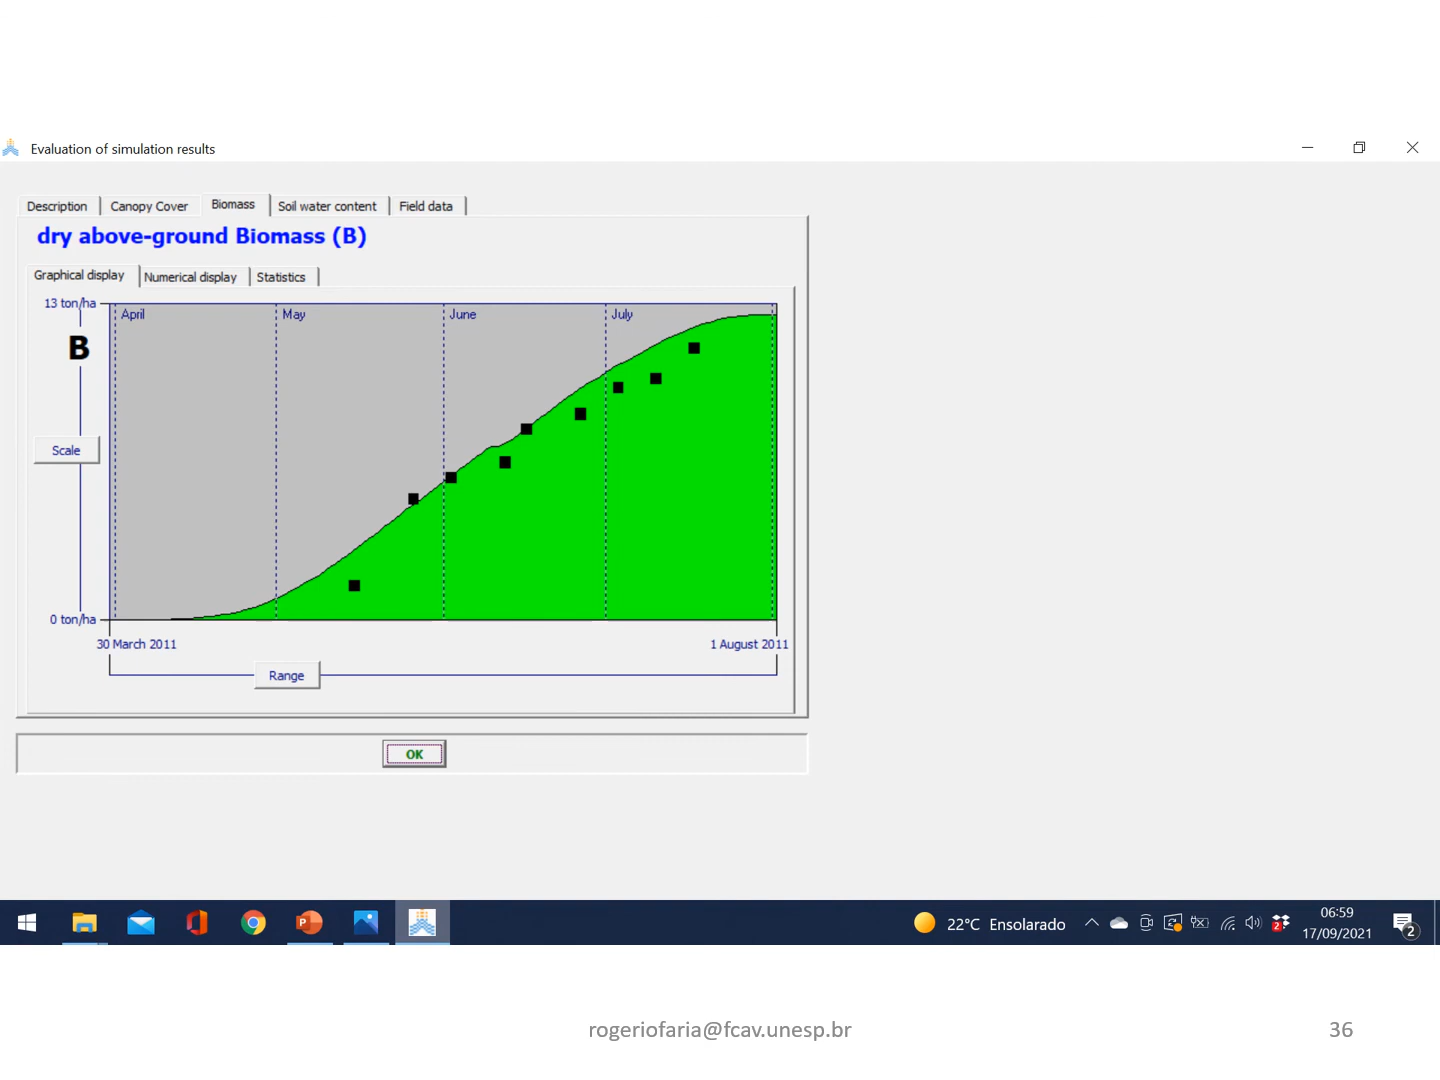 Evaluation of simulation results
Description Canopy Cover Biomass Soil water content Field data
dry above-ground Biomass (B)
Graphical display Numerical display Statistics
13 ton/ha
April May June July
B
Scale
0 ton/ha
30 March 2011 1 August 2011
Range
OK
22°C Ensolarado
06:59
17/09/2021
2
2
rogeriofaria@fcav.unesp.br 36